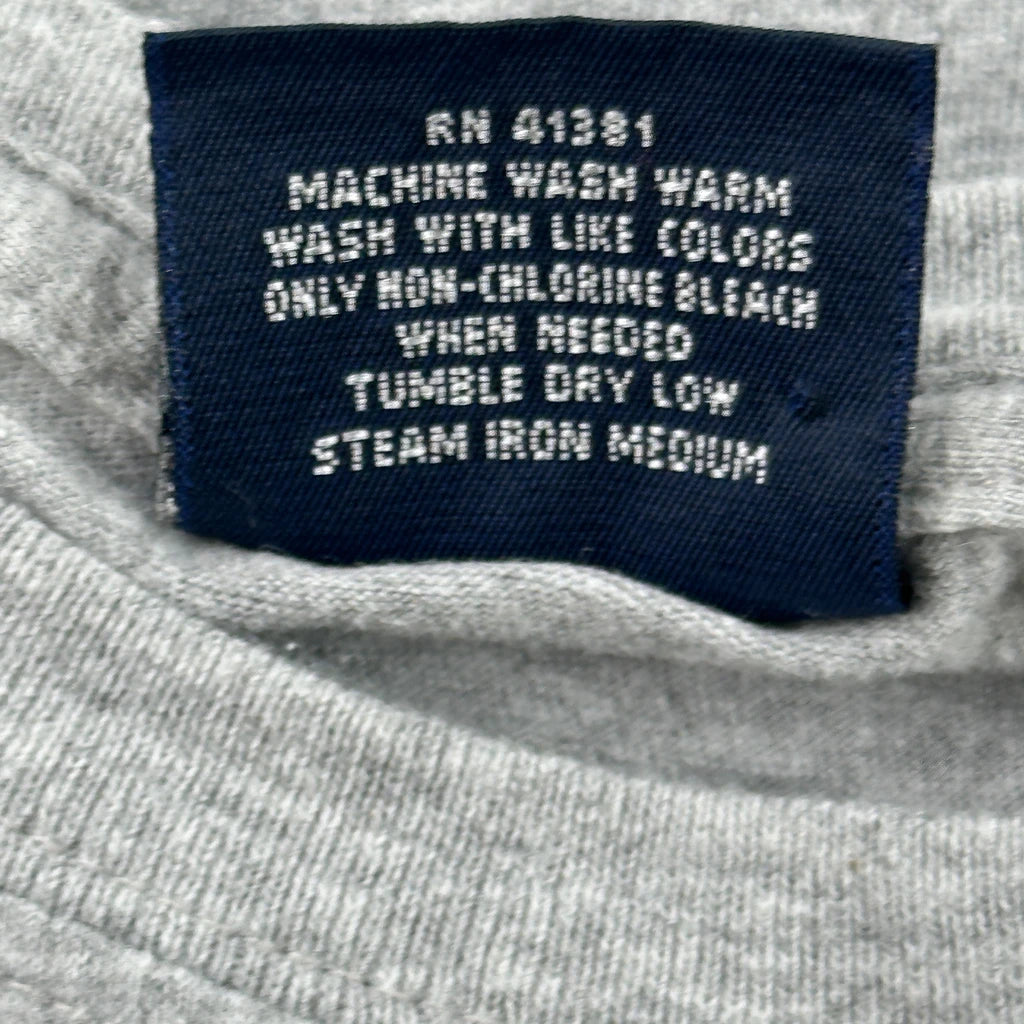 RN 41381
MACHINE WASH WARM
WASH WITH LIKE COLORS
ONLY NON-CHLORINE BLEACH
WHEN NEEDED
TUMBLE DRY LOW
STEAM IRON MEDIUM